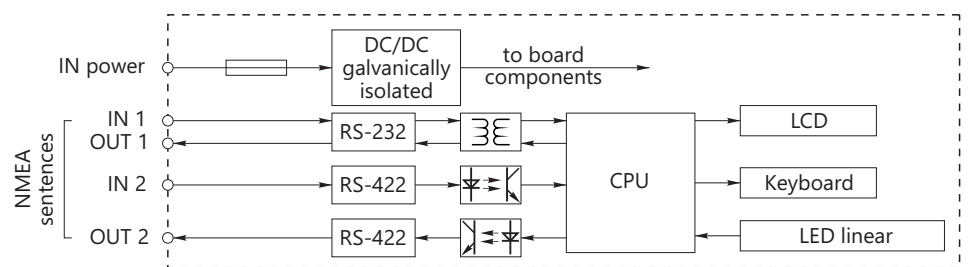 IN power
DC/DC
galvanically
isolated
to board
components
NMEA
sentences
IN 1
OUT 1
RS-232
IN 2
RS-422
OUT 2
RS-422
CPU
LCD
Keyboard
LED linear